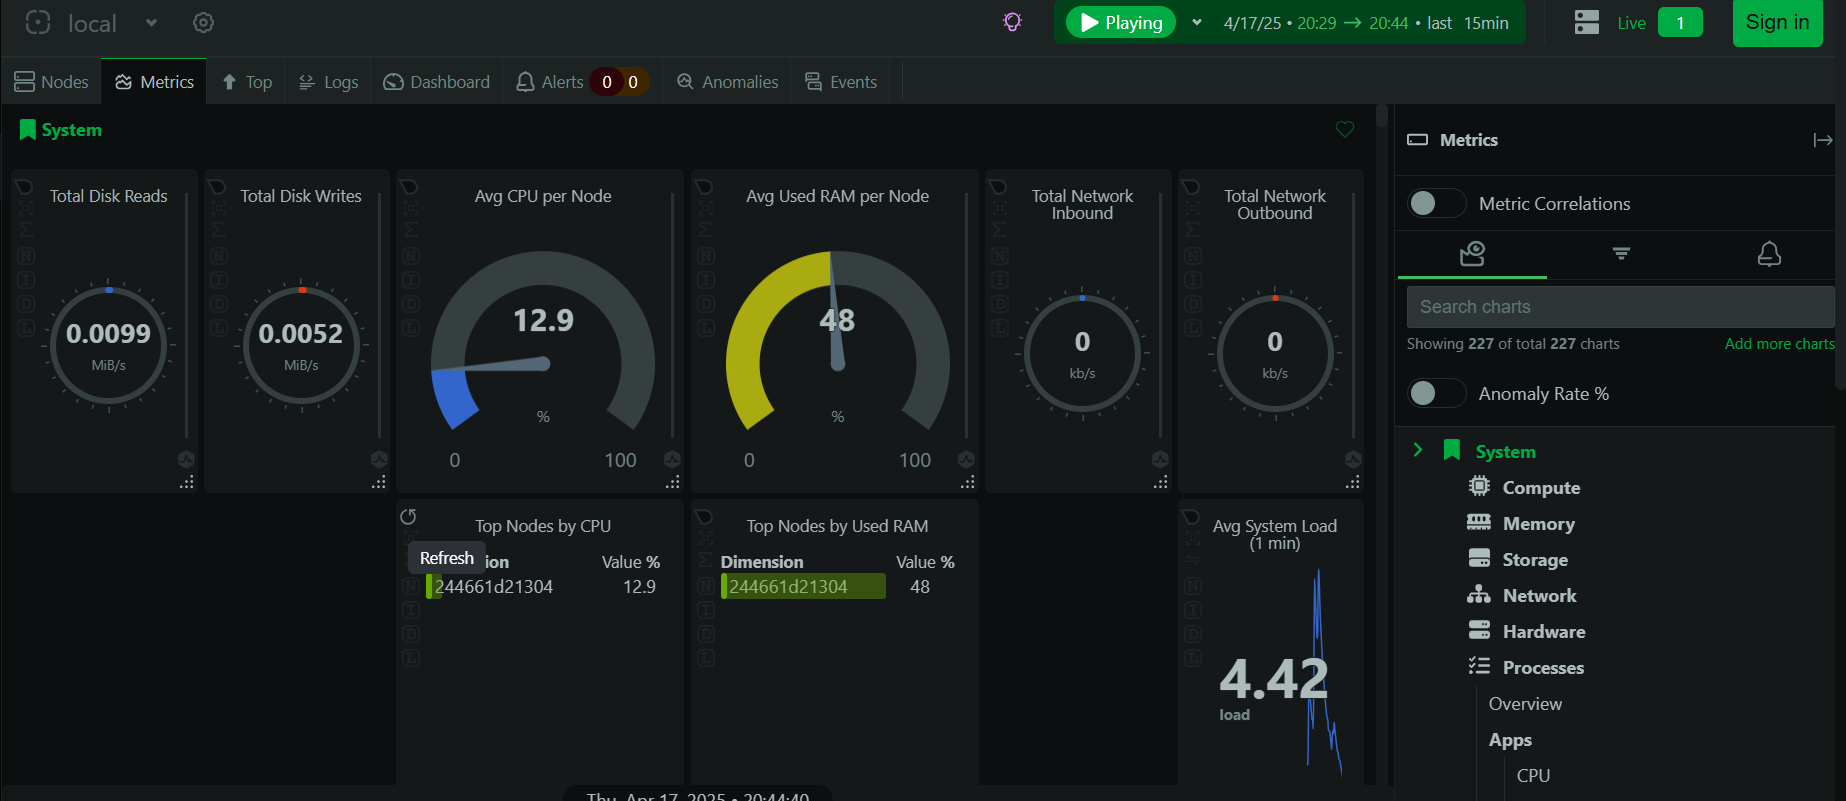 local
Playing
4/17/25 • 20:29 → 20:44 • last 15min
Live
1
Sign in
Nodes
Metrics
Top
Logs
Dashboard
Alerts 0 0
Anomalies
Events
System
Total Disk Reads
0.0099
MiB/s
Total Disk Writes
0.0052
MiB/s
Avg CPU per Node
12.9
%
0 100
Avg Used RAM per Node
48
%
0 100
Total Network
Inbound
0
kb/s
Total Network
Outbound
0
kb/s
Top Nodes by CPU
Refresh
ion Value %
244661d21304 12.9
Top Nodes by Used RAM
Dimension Value %
244661d21304 48
Avg System Load
(1 min)
4.42
load
Thu, Apr 17, 2025 • 20:44:40
Metrics
Metric Correlations
Search charts
Showing 227 of total 227 charts
Add more charts
Anomaly Rate %
System
Compute
Memory
Storage
Network
Hardware
Processes
Overview
Apps
CPU
N
I
D
L
N
I
D
L
N
I
D
L
N
I
D
L
N
I
D
L
N
I
D
L
N
I
D
L
N
I
D
L
N
I
D
L